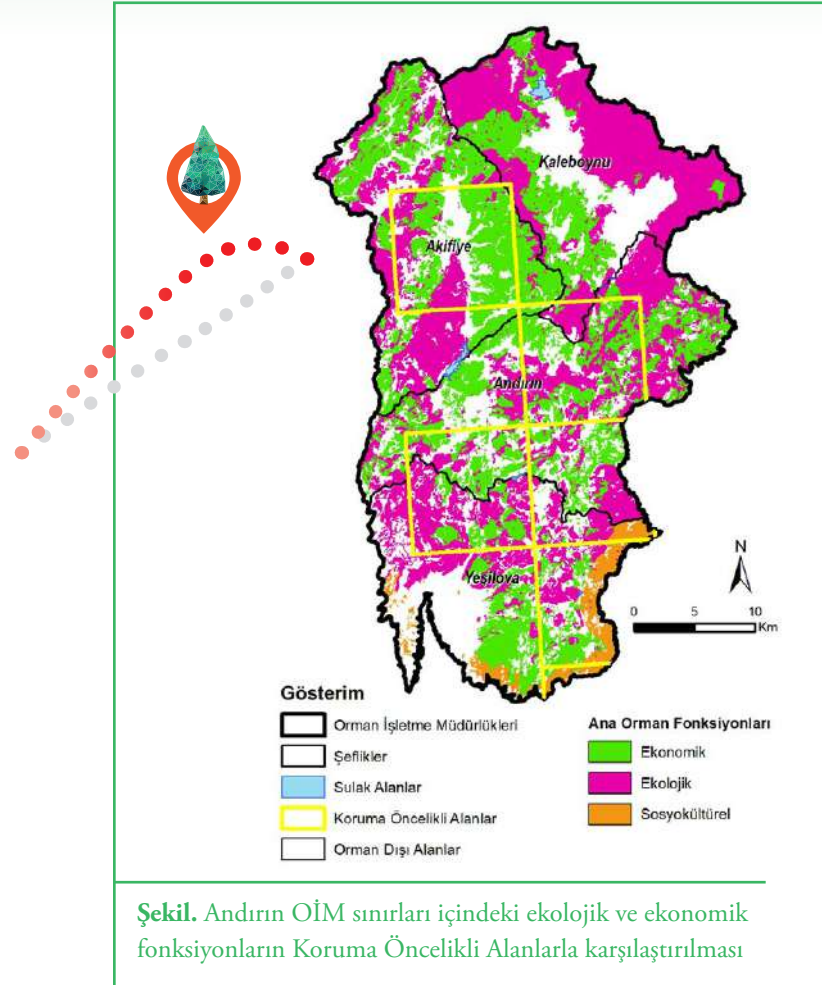 Kaleboynu
Akifiye
Andırın
Yeşilova
N
0 5 10
Km
Gösterim
Orman İşletme Müdürlükleri
Şeflikler
Sulak Alanlar
Koruma Öncelikli Alanlar
Orman Dışı Alanlar
Ana Orman Fonksiyonları
Ekonomik
Ekolojik
Sosyokültürel
Şekil. Andırın OİM sınırları içindeki ekolojik ve ekonomik
fonksiyonların Koruma Öncelikli Alanlarla karşılaştırılması